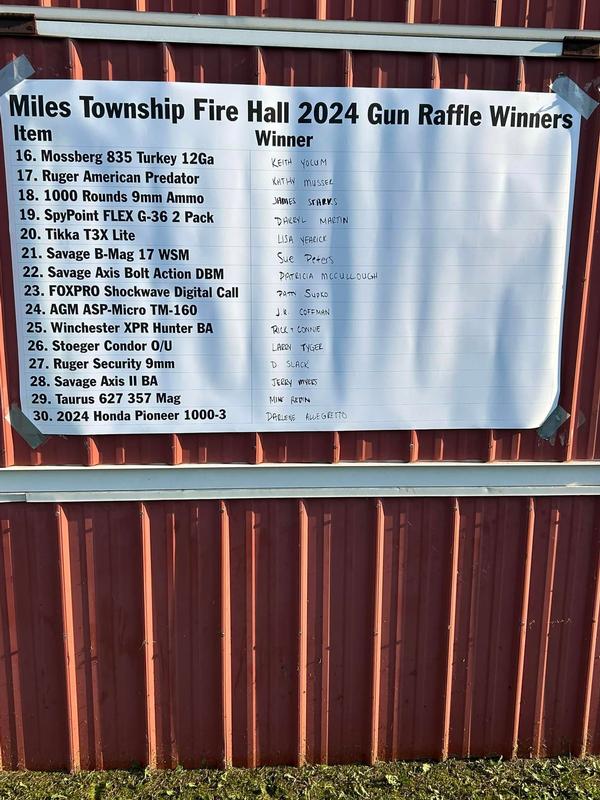 Miles Township Fire Hall 2024 Gun Raffle Winners
Item Winner
16. Mossberg 835 Turkey 12Ga KEITH YOCUM
17. Ruger American Predator KATHY MUSSER
18. 1000 Rounds 9mm Ammo JAMES STARKS
19. SpyPoint FLEX G-36 2 Pack DARRYL MARTIN
20. Tikka T3X Lite LISA YEARICK
21. Savage B-Mag 17 WSM Sue Peters
22. Savage Axis Bolt Action DBM PATRICIA MCCULLOUGH
23. FOXPRO Shockwave Digital Call PATTY
24. AGM ASP-Micro TM-160 J.R. COFFMAN
25. Winchester XPR Hunter BA RICK + CONNIE
26. Stoeger Condor O/U LARRY TYGER
27. Ruger Security 9mm D SLACK
28. Savage Axis II BA JERRY MYERS
29. Taurus 627 357 Mag MIKE
30. 2024 Honda Pioneer 1000-3 DARLENE ALLEGRETTO